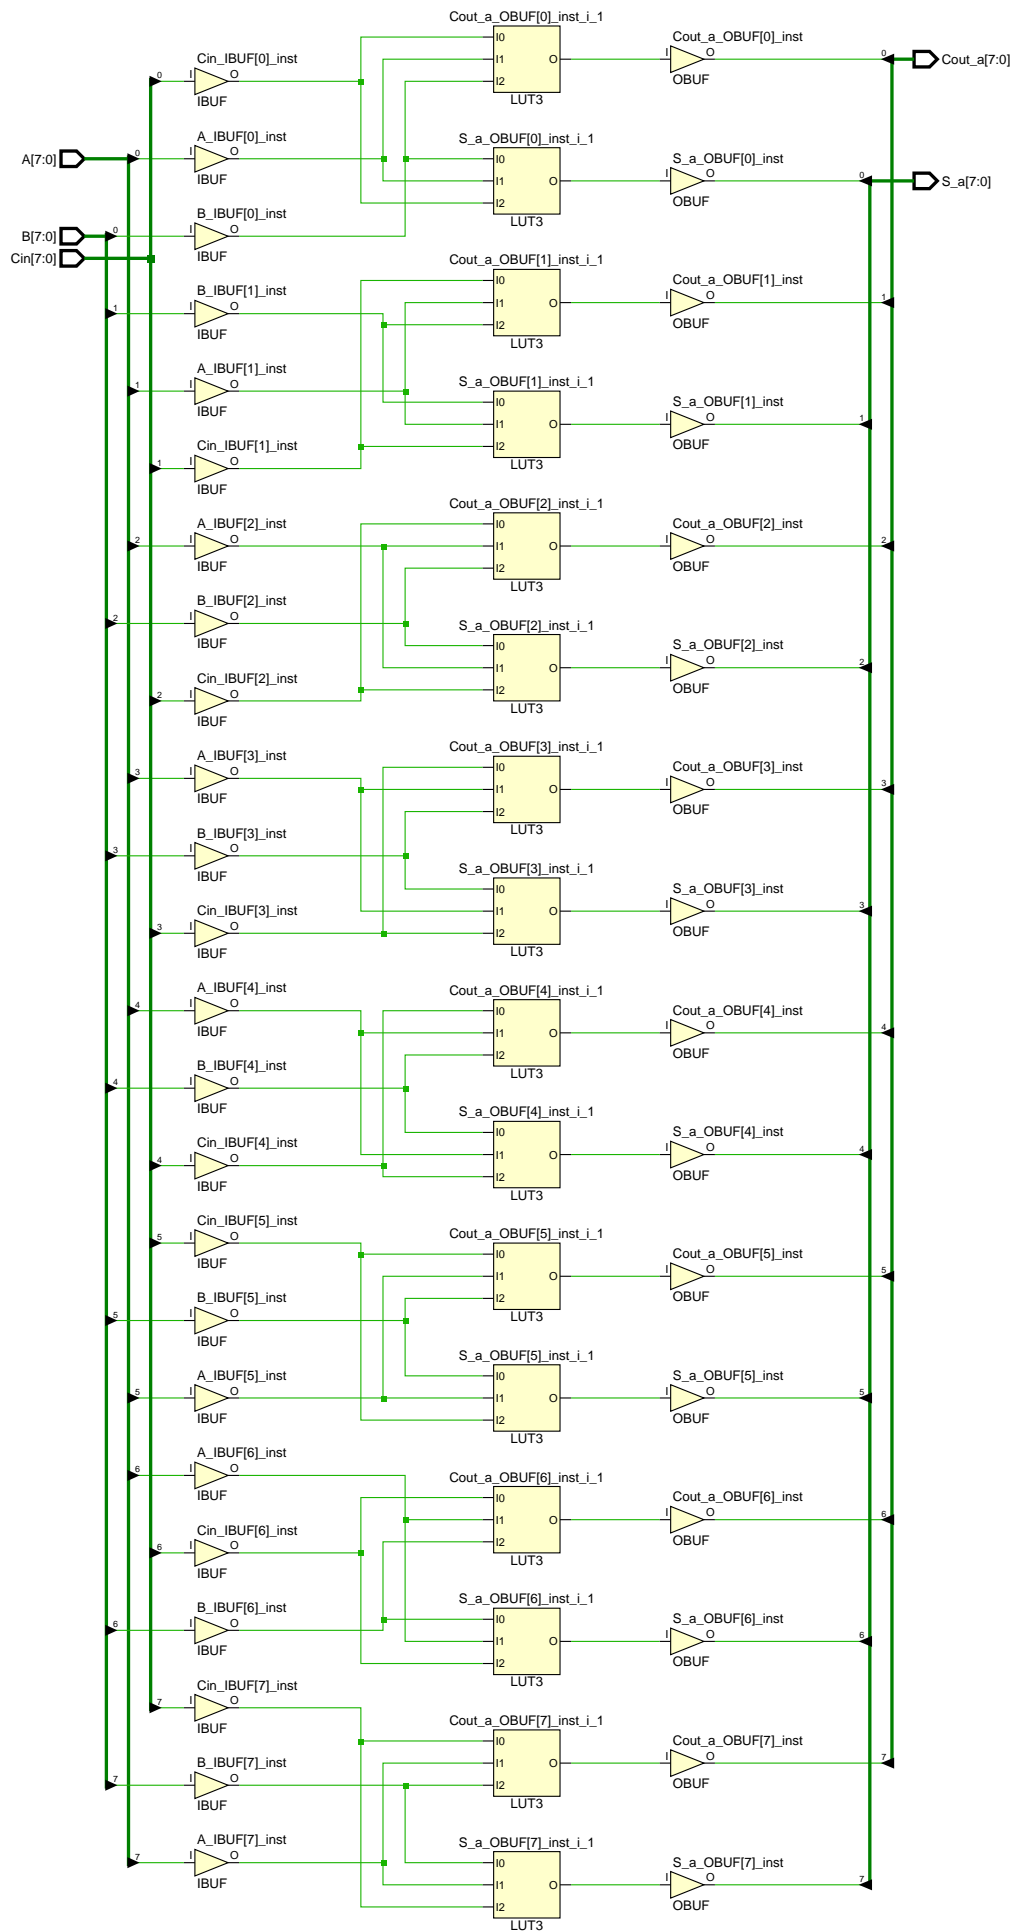 Cout_a_OBUF[0]_inst_i_1
I0
I1
I2
O
LUT3
Cout_a_OBUF[0]_inst
I
O
OBUF
0
Cout_a[7:0]
Cin_IBUF[0]_inst
0
I
O
IBUF
A[7:0]
A_IBUF[0]_inst
0
I
O
IBUF
S_a_OBUF[0]_inst_i_1
I0
I1
I2
O
LUT3
S_a_OBUF[0]_inst
I
O
OBUF
0
S_a[7:0]
B[7:0]
Cin[7:0]
B_IBUF[0]_inst
0
I
O
IBUF
Cout_a_OBUF[1]_inst_i_1
I0
I1
I2
O
LUT3
Cout_a_OBUF[1]_inst
I
O
OBUF
1
B_IBUF[1]_inst
1
I
O
IBUF
A_IBUF[1]_inst
1
I
O
IBUF
S_a_OBUF[1]_inst_i_1
I0
I1
I2
O
LUT3
S_a_OBUF[1]_inst
I
O
OBUF
1
Cin_IBUF[1]_inst
1
I
O
IBUF
Cout_a_OBUF[2]_inst_i_1
I0
I1
I2
O
LUT3
Cout_a_OBUF[2]_inst
I
O
OBUF
2
A_IBUF[2]_inst
2
I
O
IBUF
B_IBUF[2]_inst
2
I
O
IBUF
S_a_OBUF[2]_inst_i_1
I0
I1
I2
O
LUT3
S_a_OBUF[2]_inst
I
O
OBUF
2
Cin_IBUF[2]_inst
2
I
O
IBUF
Cout_a_OBUF[3]_inst_i_1
I0
I1
I2
O
LUT3
Cout_a_OBUF[3]_inst
I
O
OBUF
3
A_IBUF[3]_inst
3
I
O
IBUF
B_IBUF[3]_inst
3
I
O
IBUF
S_a_OBUF[3]_inst_i_1
I0
I1
I2
O
LUT3
S_a_OBUF[3]_inst
I
O
OBUF
3
Cin_IBUF[3]_inst
3
I
O
IBUF
Cout_a_OBUF[4]_inst_i_1
I0
I1
I2
O
LUT3
Cout_a_OBUF[4]_inst
I
O
OBUF
4
A_IBUF[4]_inst
4
I
O
IBUF
B_IBUF[4]_inst
4
I
O
IBUF
S_a_OBUF[4]_inst_i_1
I0
I1
I2
O
LUT3
S_a_OBUF[4]_inst
I
O
OBUF
4
Cin_IBUF[4]_inst
4
I
O
IBUF
Cin_IBUF[5]_inst
5
I
O
IBUF
Cout_a_OBUF[5]_inst_i_1
I0
I1
I2
O
LUT3
Cout_a_OBUF[5]_inst
I
O
OBUF
5
B_IBUF[5]_inst
5
I
O
IBUF
S_a_OBUF[5]_inst_i_1
I0
I1
I2
O
LUT3
S_a_OBUF[5]_inst
I
O
OBUF
5
A_IBUF[5]_inst
5
I
O
IBUF
A_IBUF[6]_inst
6
I
O
IBUF
Cout_a_OBUF[6]_inst_i_1
I0
I1
I2
O
LUT3
Cout_a_OBUF[6]_inst
I
O
OBUF
6
Cin_IBUF[6]_inst
6
I
O
IBUF
B_IBUF[6]_inst
6
I
O
IBUF
S_a_OBUF[6]_inst_i_1
I0
I1
I2
O
LUT3
S_a_OBUF[6]_inst
I
O
OBUF
6
Cin_IBUF[7]_inst
7
I
O
IBUF
Cout_a_OBUF[7]_inst_i_1
I0
I1
I2
O
LUT3
Cout_a_OBUF[7]_inst
I
O
OBUF
7
B_IBUF[7]_inst
7
I
O
IBUF
A_IBUF[7]_inst
7
I
O
IBUF
S_a_OBUF[7]_inst_i_1
I0
I1
I2
O
LUT3
S_a_OBUF[7]_inst
I
O
OBUF
7